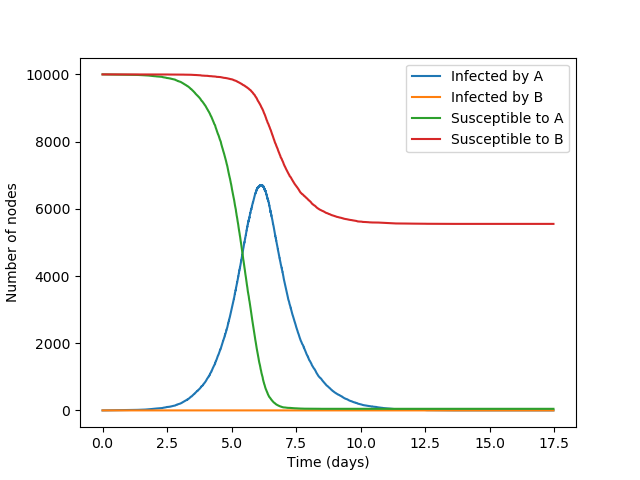 Infected by A
Infected by B
Susceptible to A
Susceptible to B
10000
8000
6000
4000
2000
0
Number of nodes
0.0 2.5 5.0 7.5 10.0 12.5 15.0 17.5
Time (days)